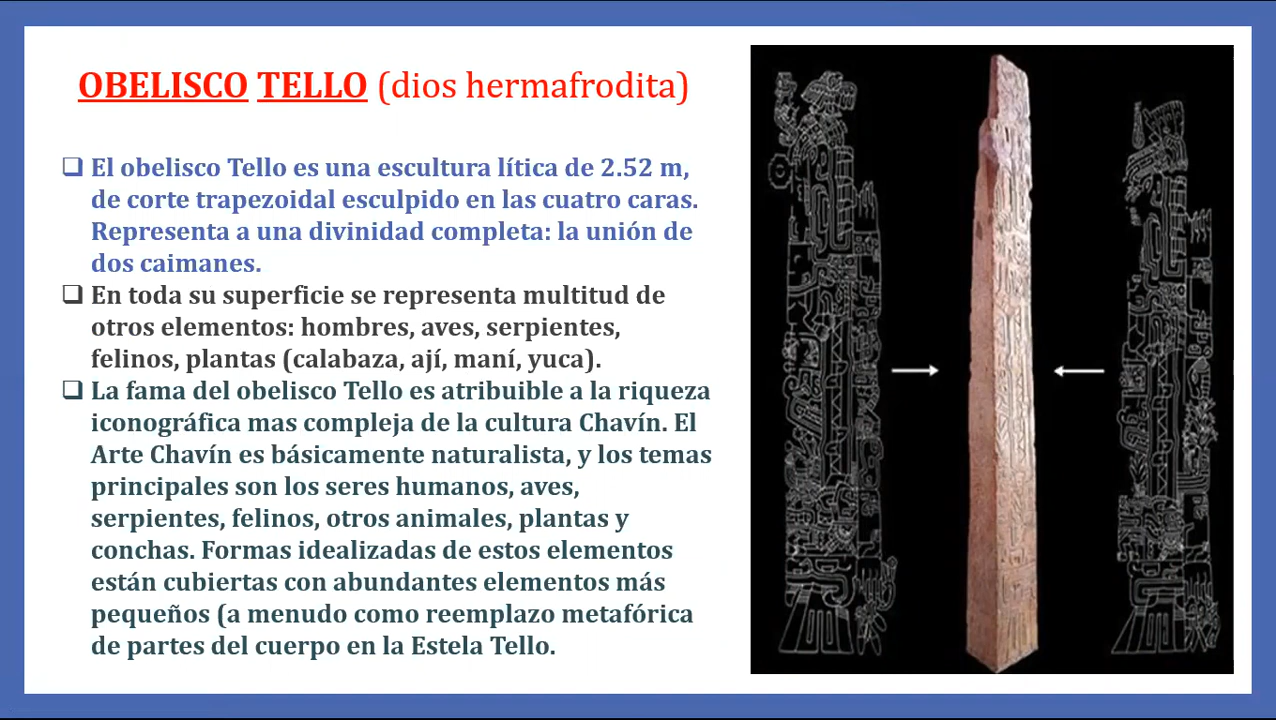 OBELISCO TELLO (dios hermafrodita)
❑ El obelisco Tello es una escultura lítica de 2.52 m,
de corte trapezoidal esculpido en las cuatro caras.
Representa a una divinidad completa: la unión de
dos caimanes.
❑ En toda su superficie se representa multitud de
otros elementos: hombres, aves, serpientes,
felinos, plantas (calabaza, ají, maní, yuca).
❑ La fama del obelisco Tello es atribuible a la riqueza
iconográfica mas compleja de la cultura Chavín. El
Arte Chavín es básicamente naturalista, y los temas
principales son los seres humanos, aves,
serpientes, felinos, otros animales, plantas y
conchas. Formas idealizadas de estos elementos
están cubiertas con abundantes elementos más
pequeños (a menudo como reemplazo metafórica
de partes del cuerpo en la Estela Tello.